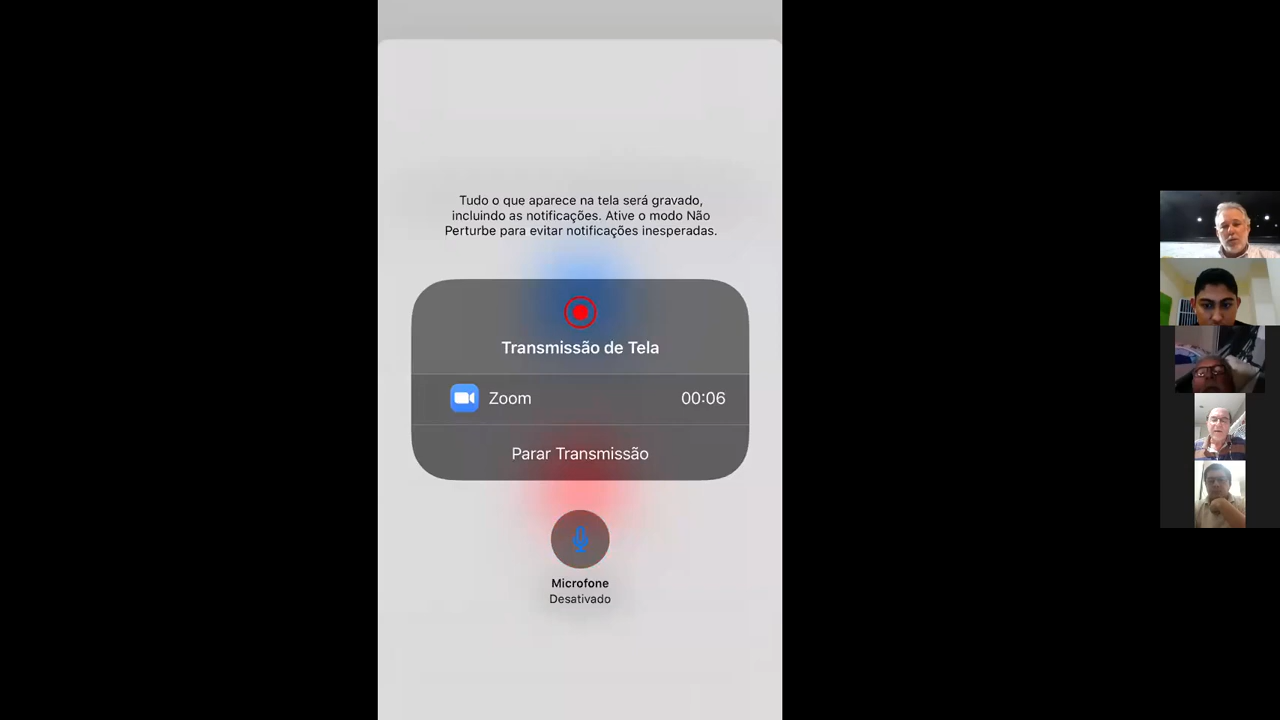 Tudo o que aparece na tela será gravado,
incluindo as notificações. Ative o modo Não
Perturbe para evitar notificações inesperadas.
Transmissão de Tela
Zoom 00:06
Parar Transmissão
Microfone
Desativado